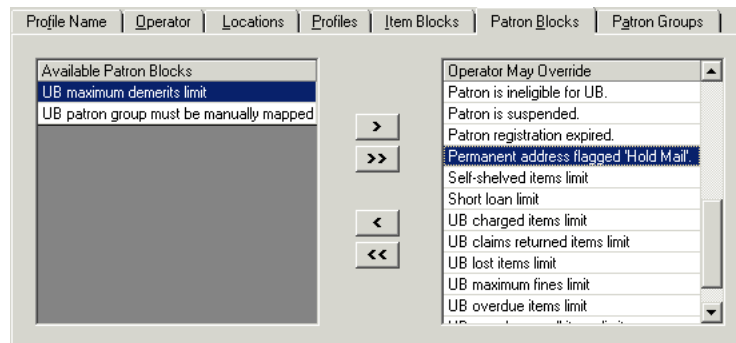 Profile Name Operator Locations Profiles Item Blocks Patron Blocks Patron Groups
Available Patron Blocks
UB maximum demerits limit
UB patron group must be manually mapped
>
>>
<
<<
Operator May Override
Patron is ineligible for UB.
Patron is suspended.
Patron registration expired.
Permanent address flagged 'Hold Mail'.
Self-shelved items limit
Short loan limit
UB charged items limit
UB claims returned items limit
UB lost items limit
UB maximum fines limit
UB overdue items limit